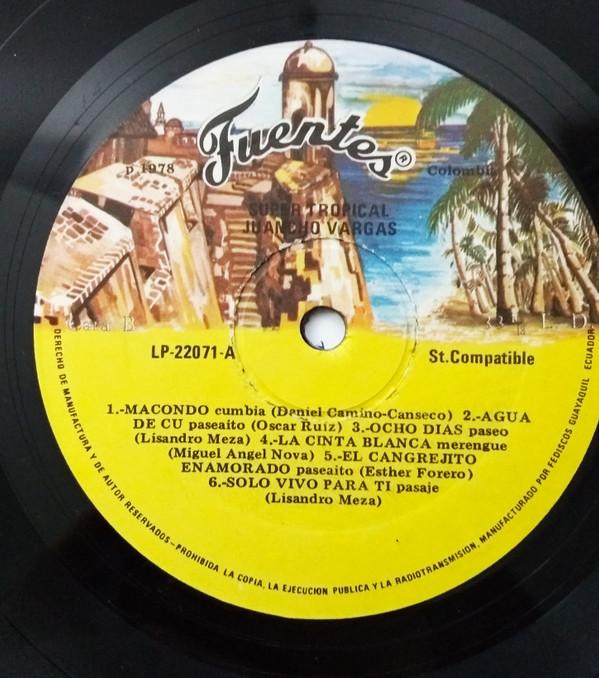 Fuentes®
p 1978
Colombia
SUPER TROPICAL
JUANCHO VARGAS
LP-22071-A
St.Compatible
1.-MACONDO cumbia (Daniel Camino-Canseco) 2.-AGUA
DE CU paseaito (Oscar Ruíz) 3.-OCHO DIAS paseo
(Lisandro Meza) 4.-LA CINTA BLANCA merengue
(Miguel Angel Nova) 5.-EL CANGREJITO
ENAMORADO paseaito (Esther Forero)
6.-SOLO VIVO PARA TI pasaje
(Lisandro Meza)
DERECHO DE MANUFACTURA Y DE AUTOR RESERVADOS-PROHIBIDA LA COPIA, LA EJECUCION PUBLICA Y LA RADIOTRANSMISION, MANUFACTURADO POR FEDISCOS GUAYAQUIL ECUADOR-